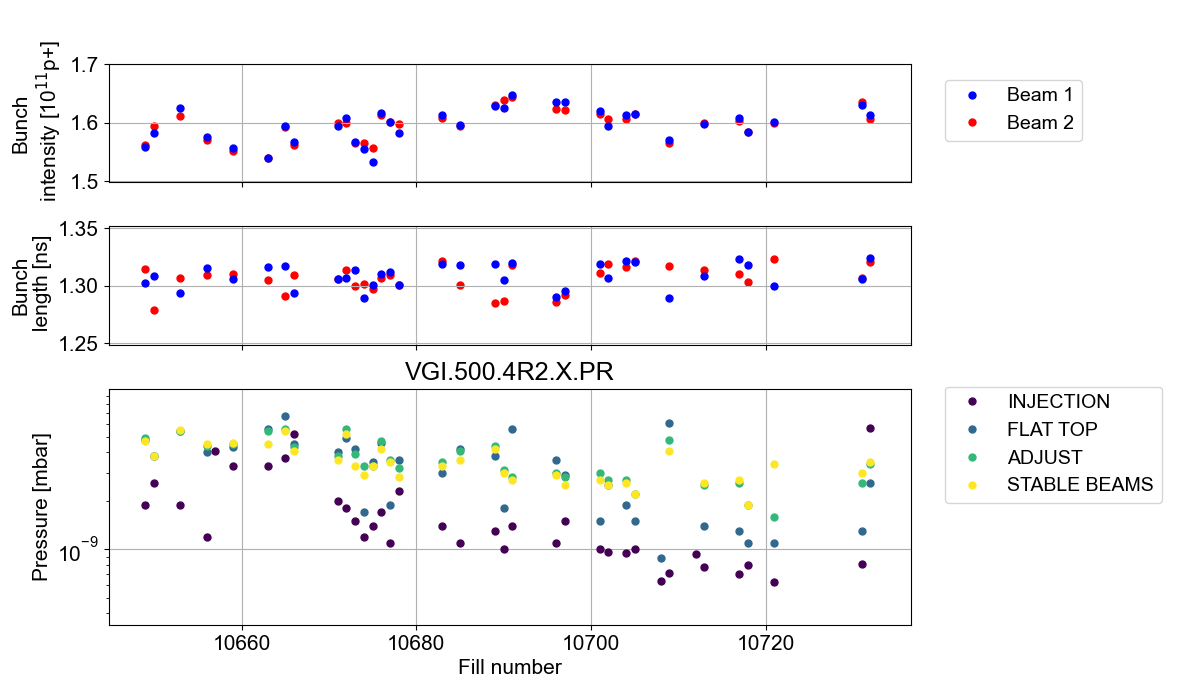 Bunch
intensity [10¹¹p+]
1.7
1.6
1.5
Beam 1
Beam 2
Bunch
length [ns]
1.35
1.30
1.25
VGI.500.4R2.X.PR
Pressure [mbar]
10⁻⁹
INJECTION
FLAT TOP
ADJUST
STABLE BEAMS
10660
10680
10700
10720
Fill number